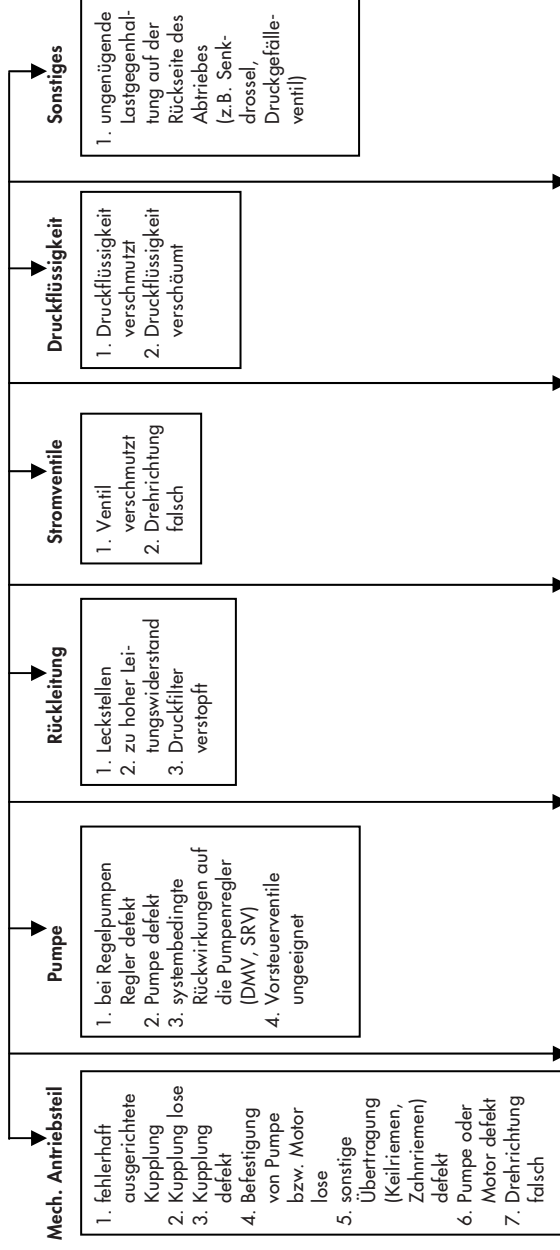 Mech. Antriebsteil
1. fehlerhaft
ausgerichtete
Kupplung
2. Kupplung lose
3. Kupplung
defekt
4. Befestigung
von Pumpe
bzw. Motor
lose
5. sonstige
Übertragung
(Keilriemen,
Zahnriemen)
defekt
6. Pumpe oder
Motor defekt
7. Drehrichtung
falsch
Pumpe
1. bei Regelpumpen
Regler defekt
2. Pumpe defekt
3. systembedingte
Rückwirkungen auf
die Pumpenregler
(DMV, SRV)
4. Vorsteuerventile
ungeeignet
Rückleitung
1. Leckstellen
2. zu hoher Lei-
tungswiderstand
3. Druckfilter
verstopft
Stromventile
1. Ventil
verschmutzt
2. Drehrichtung
falsch
Druckflüssigkeit
1. Druckflüssigkeit
verschmutzt
2. Druckflüssigkeit
verschäumt
Sonstiges
1. ungenügende
Lastgegenhal-
tung auf der
Rückseite des
Abtriebes
(z.B. Senk-
drossel,
Druckgefälle-
ventil)